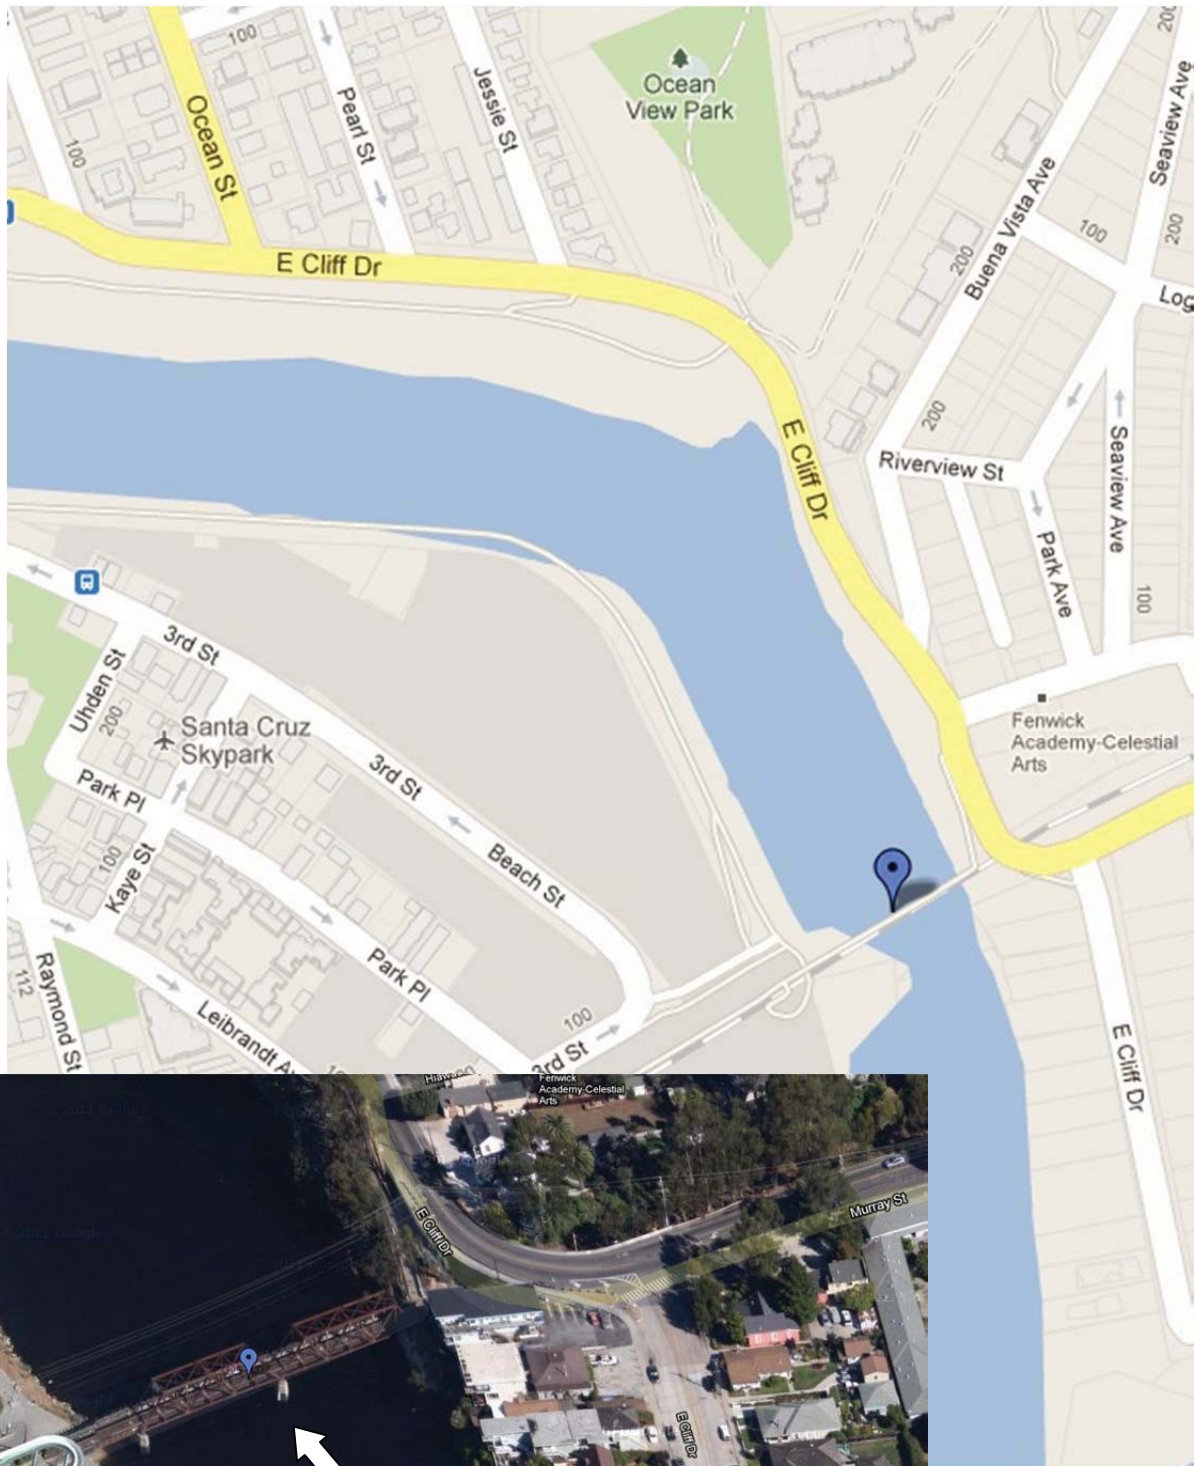 100
200
Pearl St
Jessie St
Ocean
View Park
Seaview Ave
100
Ocean St
Buena Vista Ave
100
200
200
E Cliff Dr
200
E Cliff Dr
Riverview St
Seaview Ave
Park Ave
100
3rd St
Uhden St
200
Santa Cruz
Skypark
Fenwick
Academy-Celestial
Arts
Park Pl
3rd St
100
Kaye St
Beach St
Raymond St
112
Park Pl
Leibrandt
100
3rd St
E Cliff Dr
Fenwick
Academy-Celestial
Arts
Murray St
E Cliff Dr
E Cliff Dr